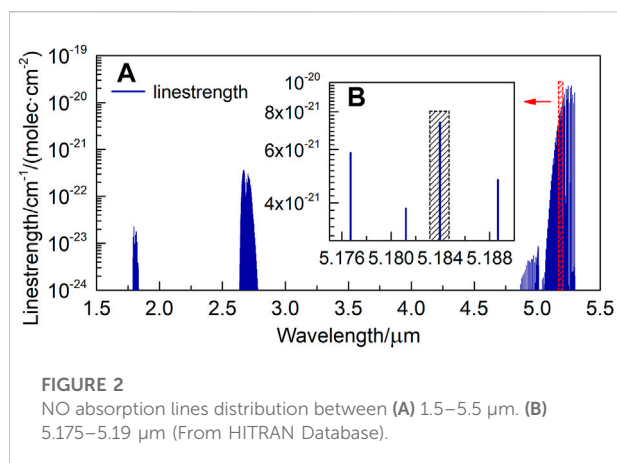 10⁻¹⁹
10⁻²⁰
10⁻²¹
10⁻²²
10⁻²³
10⁻²⁴
Linestrength/cm⁻¹/(molec·cm⁻²)
A
linestrength
B
10⁻²⁰
8x10⁻²¹
6x10⁻²¹
4x10⁻²¹
5.176 5.180 5.184 5.188
1.5 2.0 2.5 3.0 3.5 4.0 4.5 5.0 5.5
Wavelength/μm
FIGURE 2
NO absorption lines distribution between (A) 1.5–5.5 μm. (B)
5.175–5.19 μm (From HITRAN Database).